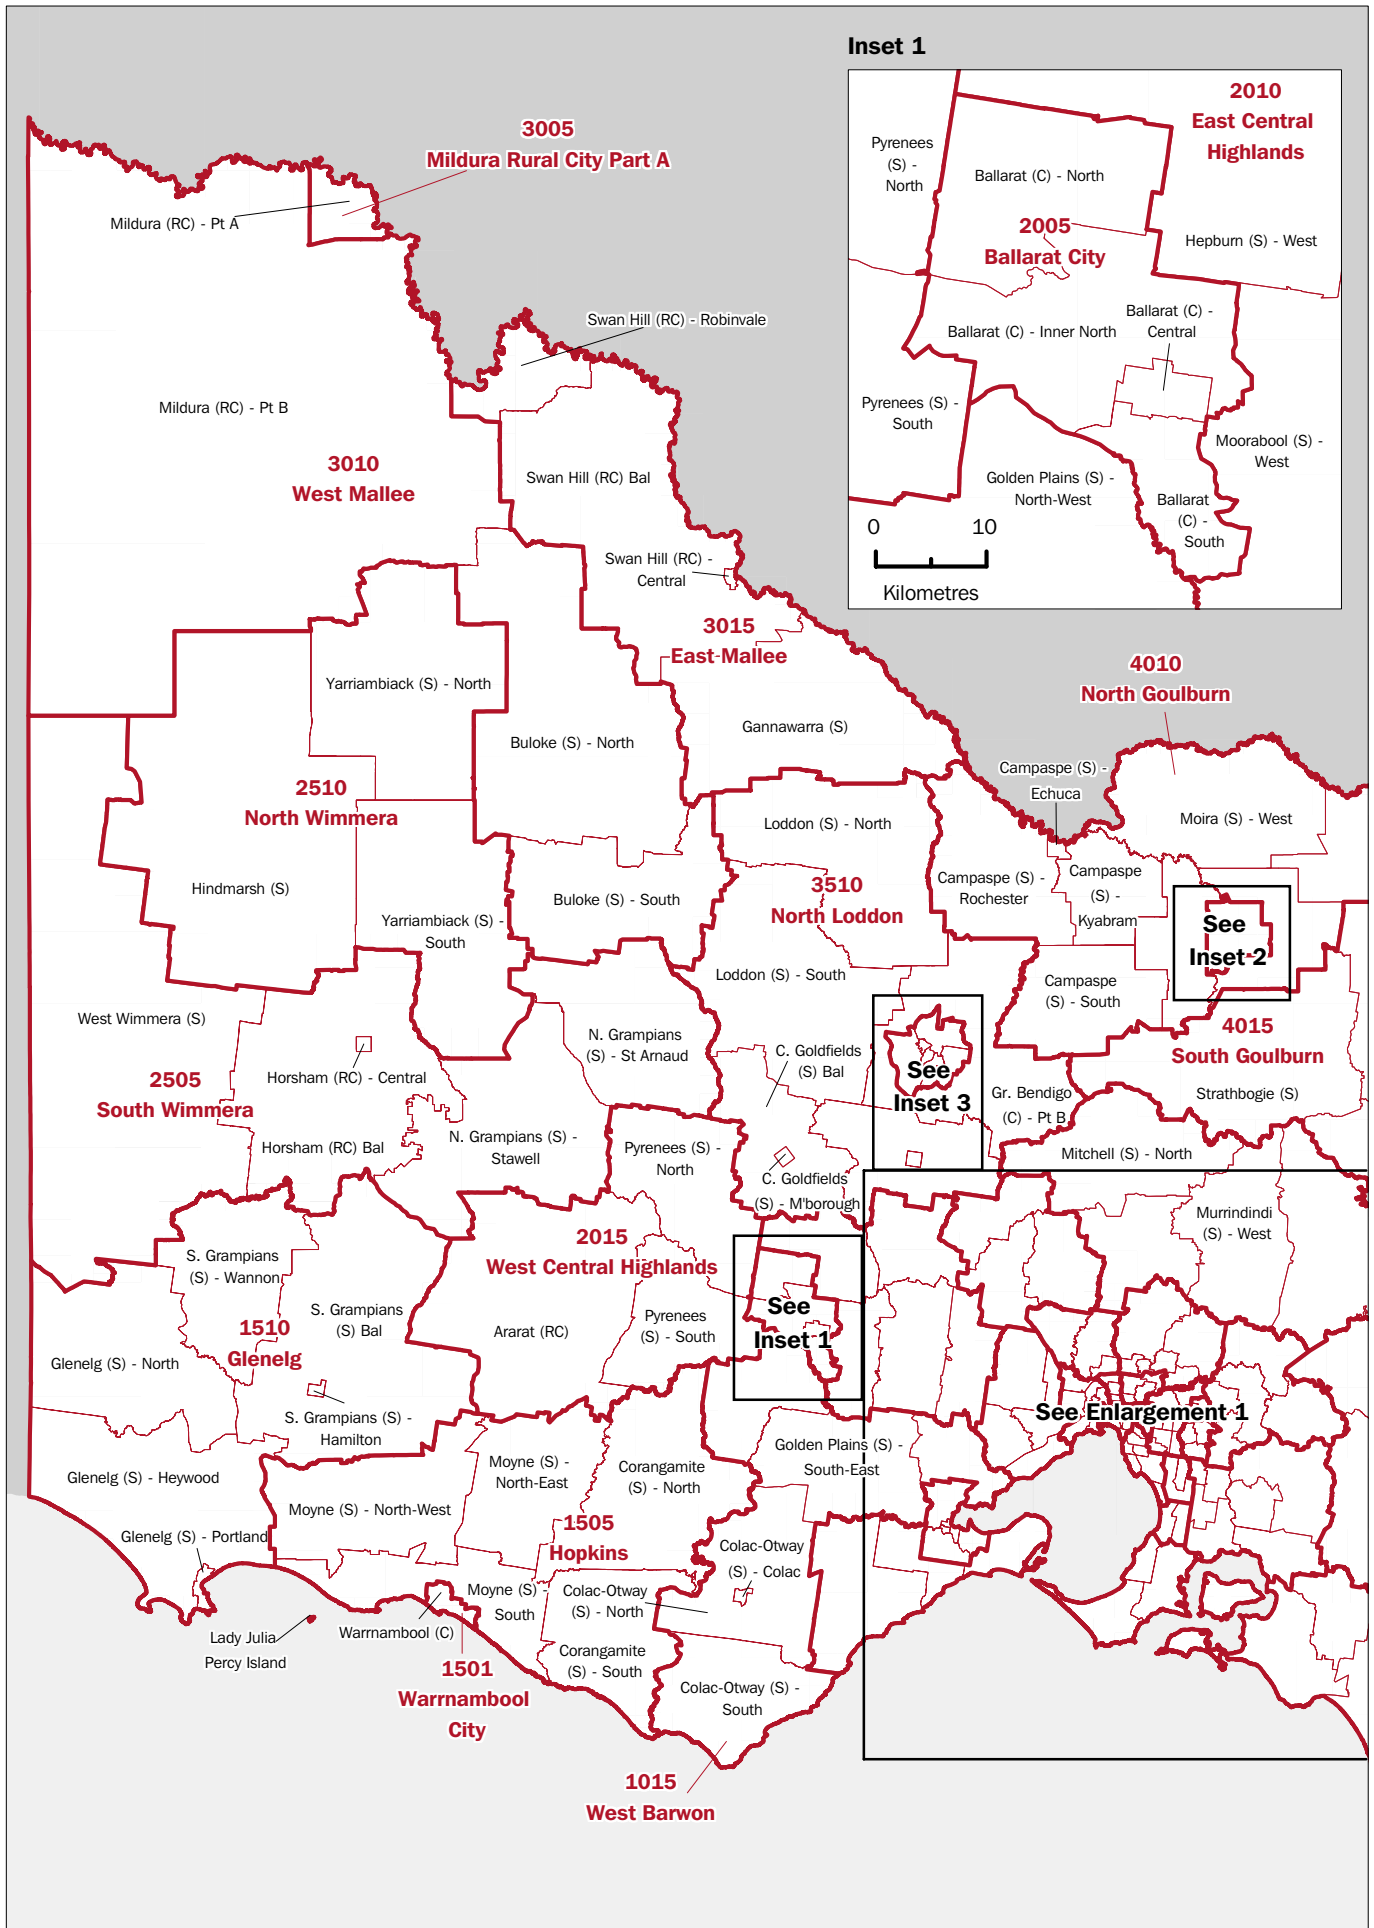 Inset 1
2010
East Central
Highlands
Pyrenees
(S) -
North
Ballarat (C) - North
2005
Ballarat City
Hepburn (S) - West
Ballarat (C) -
Central
Ballarat (C) - Inner North
Pyrenees (S) -
South
Moorabool (S) -
West
Golden Plains (S) -
North-West
Ballarat
(C) -
South
0 10
Kilometres
3005
Mildura Rural City Part A
Mildura (RC) - Pt A
Swan Hill (RC) - Robinvale
Mildura (RC) - Pt B
3010
West Mallee
Swan Hill (RC) Bal
Swan Hill (RC) -
Central
3015
East Mallee
4010
North Goulburn
Yarriambiack (S) - North
Gannawarra (S)
Buloke (S) - North
Campaspe (S) -
Echuca
2510
North Wimmera
Loddon (S) - North
Moira (S) - West
Hindmarsh (S)
Buloke (S) - South
3510
North Loddon
Campaspe (S) -
Rochester
Campaspe
(S) -
Kyabram
Yarriambiack (S) -
South
See
Inset 2
Loddon (S) - South
Campaspe
(S) - South
West Wimmera (S)
N. Grampians
(S) - St Arnaud
4015
South Goulburn
C. Goldfields
(S) Bal
See
Inset 3
Horsham (RC) - Central
2505
South Wimmera
Gr. Bendigo
(C) - Pt B
Strathbogie (S)
Horsham (RC) Bal
N. Grampians (S) -
Stawell
Pyrenees (S) -
North
Mitchell (S) - North
C. Goldfields
(S) - M'borough
Murrindindi
(S) - West
2015
West Central Highlands
S. Grampians
(S) - Wannon
S. Grampians
(S) Bal
See
Inset 1
Pyrenees
(S) - South
Ararat (RC)
1510
Glenelg
Glenelg (S) - North
S. Grampians (S) -
Hamilton
See Enlargement 1
Golden Plains (S) -
South-East
Glenelg (S) - Heywood
Moyne (S) -
North-East
Corangamite
(S) - North
Moyne (S) - North-West
1505
Hopkins
Glenelg (S) - Portland
Colac-Otway
(S) - Colac
Moyne (S) -
South
Colac-Otway
(S) - North
Warrnambool (C)
Lady Julia
Percy Island
Corangamite
(S) - South
1501
Warrnambool
City
Colac-Otway (S) -
South
1015
West Barwon